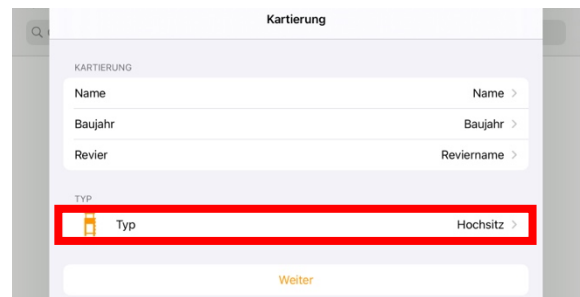 Kartierung
KARTIERUNG
Name Name >
Baujahr Baujahr >
Revier Reviername >
TYP
Typ Hochsitz >
Weiter